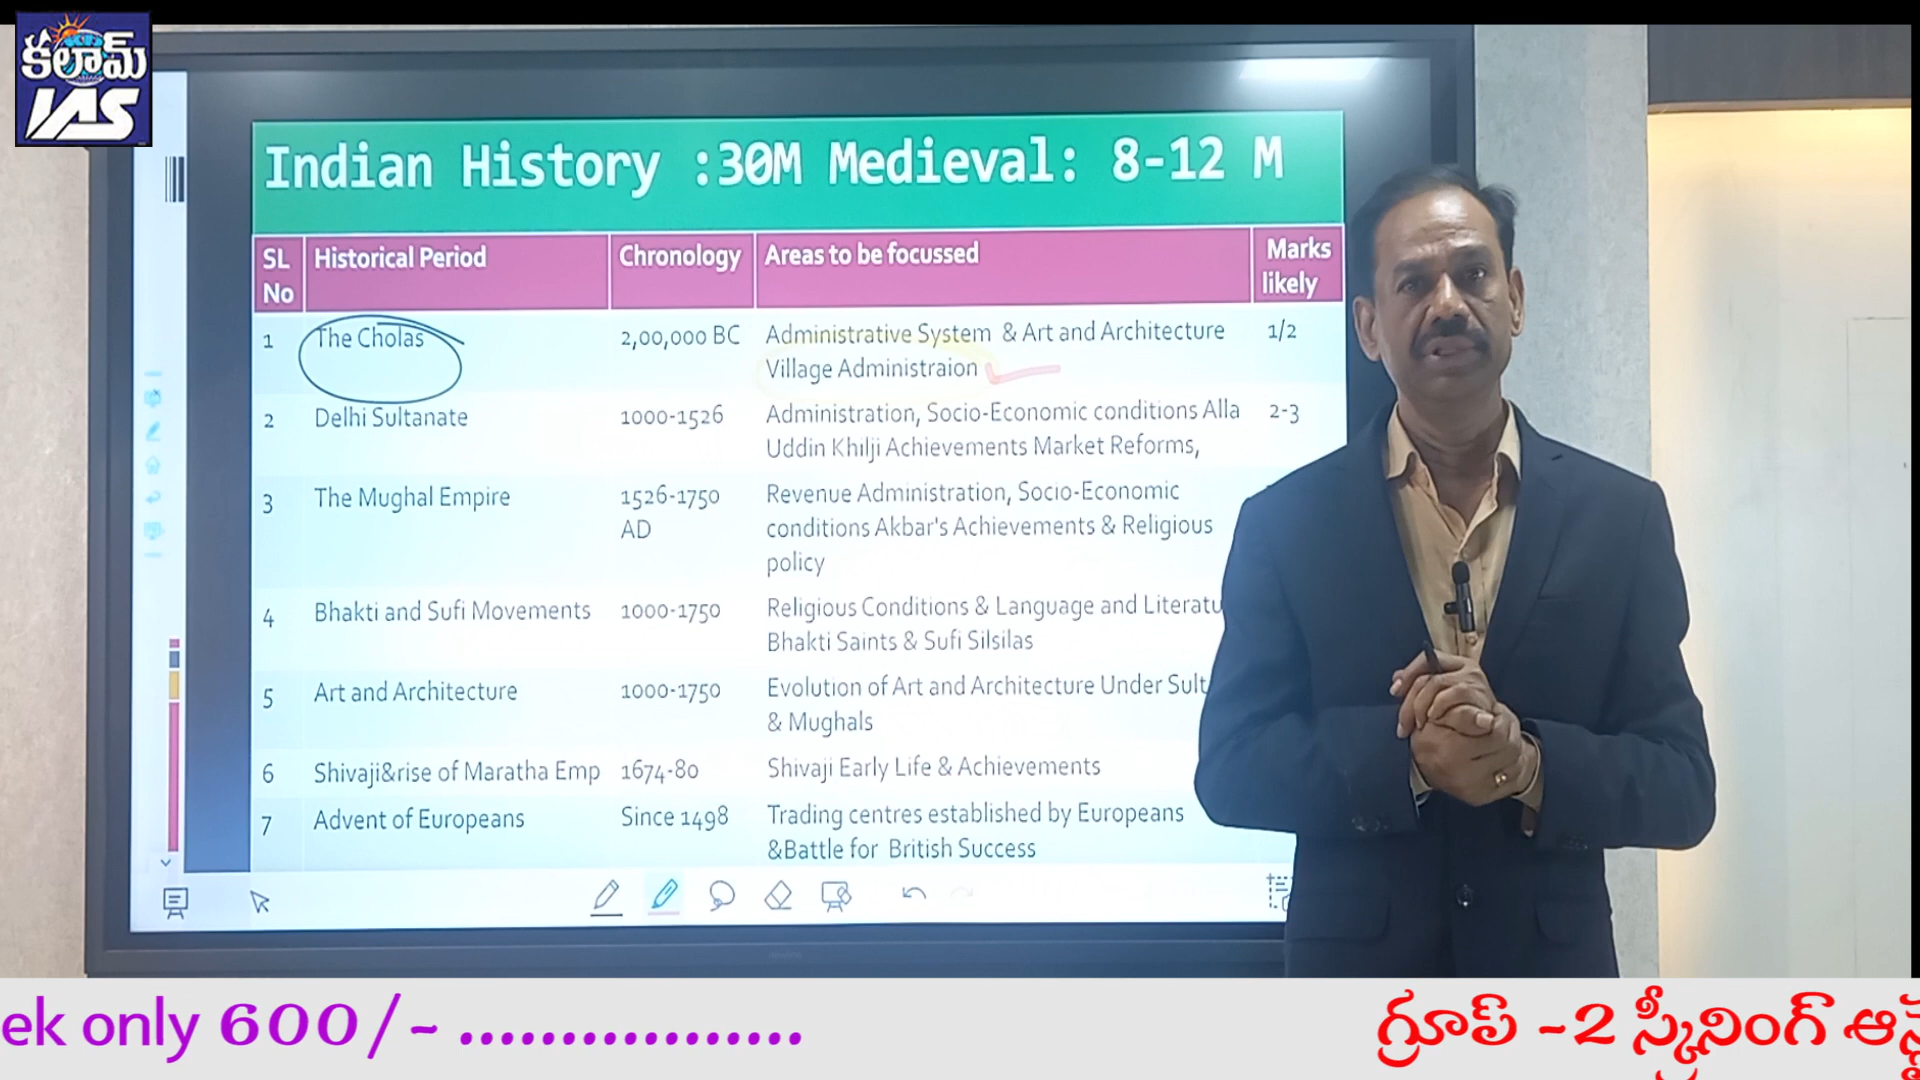 కలామ్
IAS
Indian History :30M Medieval: 8-12 M
SL No Historical Period Chronology Areas to be focussed Marks likely
1 The Cholas 2,00,000 BC Administrative System & Art and Architecture 1/2
Village Administraion
2 Delhi Sultanate 1000-1526 Administration, Socio-Economic conditions Alla 2-3
Uddin Khilji Achievements Market Reforms,
3 The Mughal Empire 1526-1750 AD Revenue Administration, Socio-Economic
conditions Akbar's Achievements & Religious
policy
4 Bhakti and Sufi Movements 1000-1750 Religious Conditions & Language and Literatu
Bhakti Saints & Sufi Silsilas
5 Art and Architecture 1000-1750 Evolution of Art and Architecture Under Sult
& Mughals
6 Shivaji&rise of Maratha Emp 1674-80 Shivaji Early Life & Achievements
7 Advent of Europeans Since 1498 Trading centres established by Europeans
&Battle for British Success
ek only 600/- ................. గ్రూప్ -2 స్క్రీనింగ్